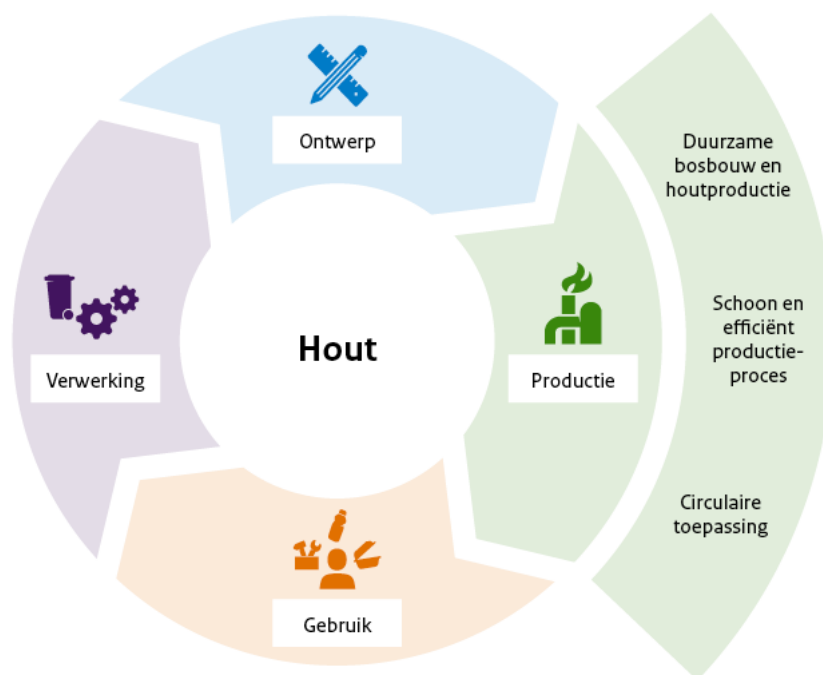 Ontwerp
Duurzame
bosbouw en
houtproductie
Schoon en
efficiënt
productie-
proces
Hout
Verwerking
Productie
Circulaire
toepassing
Gebruik